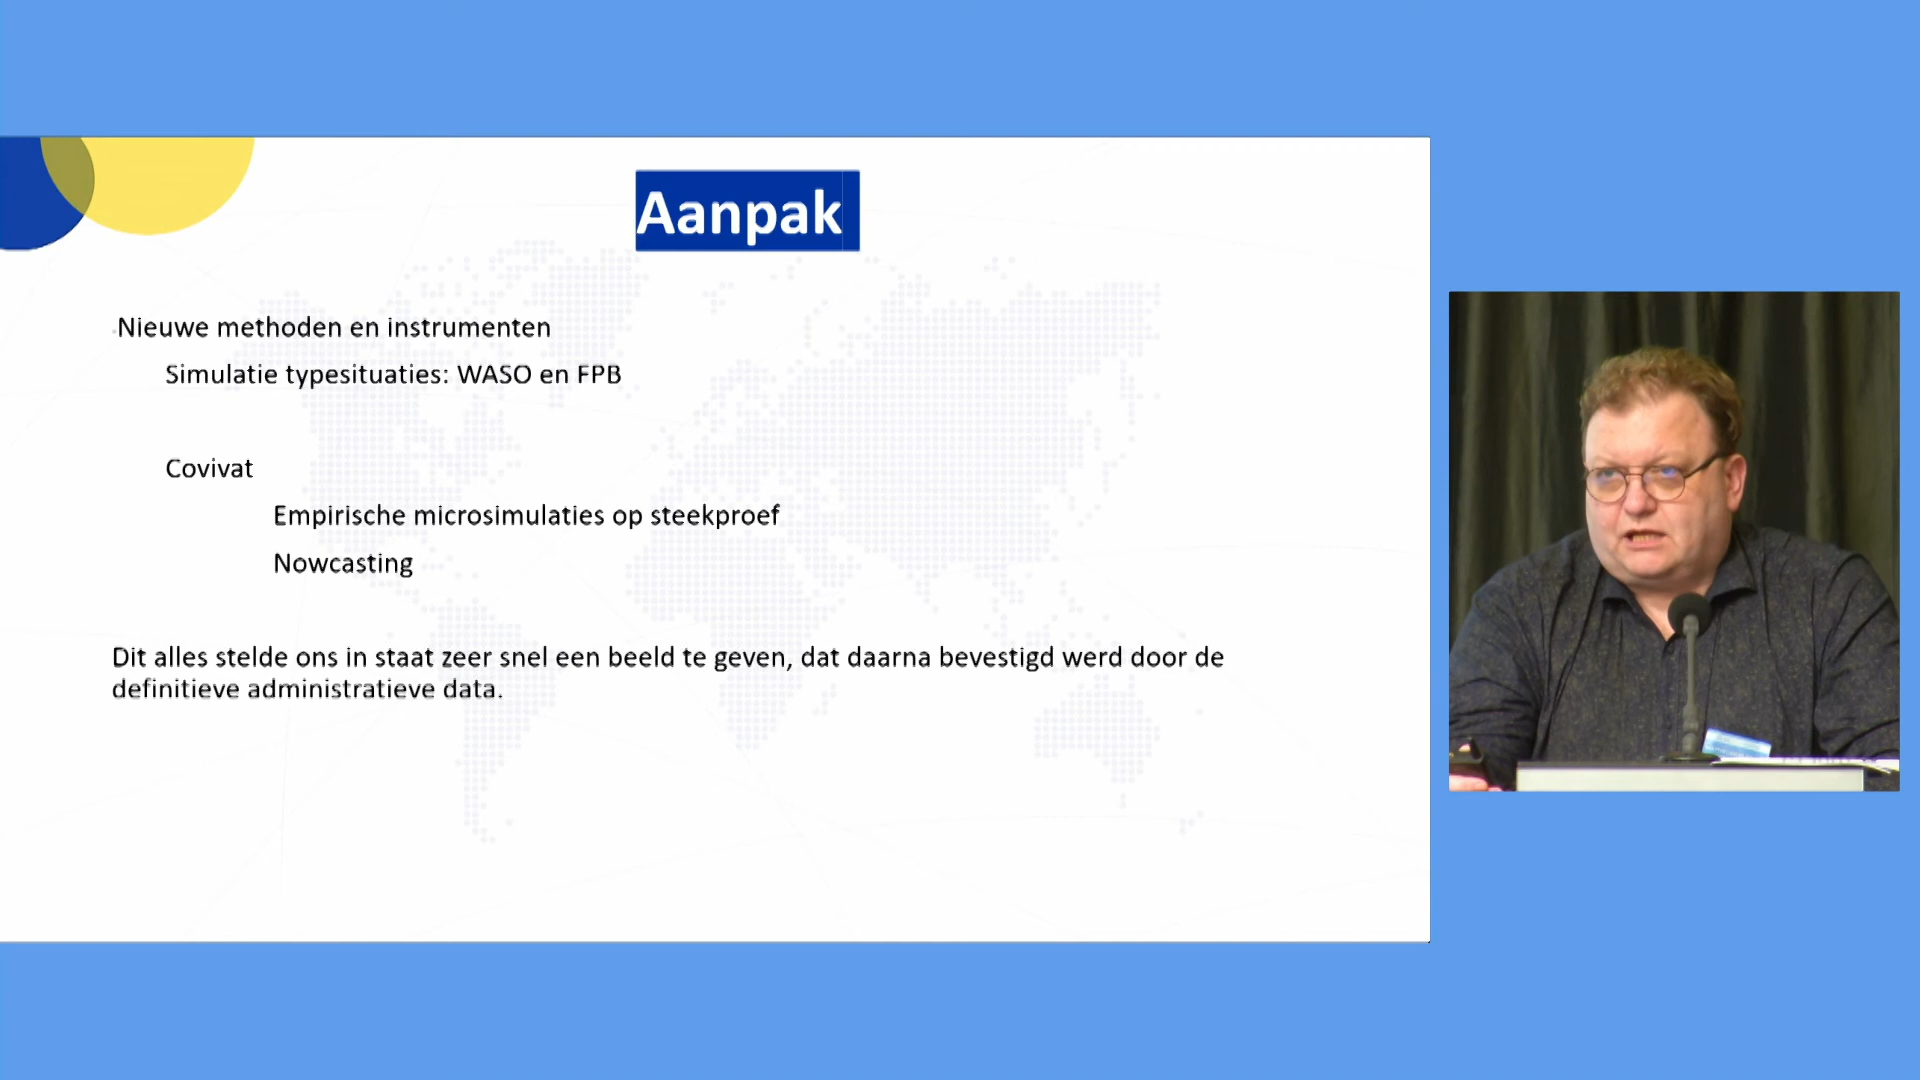 Aanpak
Nieuwe methoden en instrumenten
Simulatie typesituaties: WASO en FPB
Covivat
Empirische microsimulaties op steekproef
Nowcasting
Dit alles stelde ons in staat zeer snel een beeld te geven, dat daarna bevestigd werd door de
definitieve administratieve data.